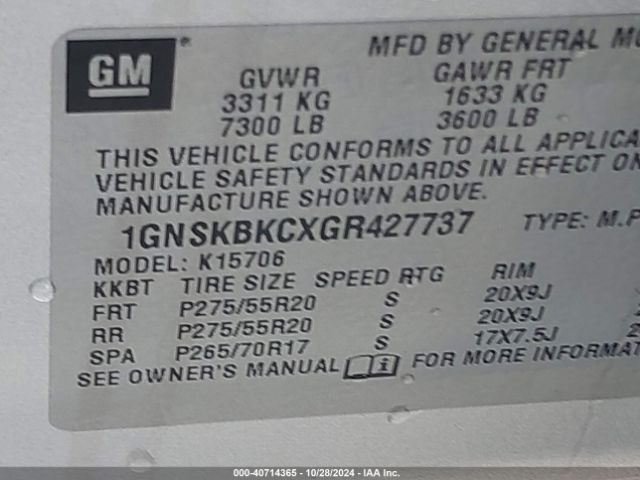 GM
MFD BY GENERAL
GVWR GAWR FRT
3311 KG 1633 KG
7300 LB 3600 LB
THIS VEHICLE CONFORMS TO ALL
VEHICLE SAFETY STANDARDS IN EFFECT ON
MANUFACTURE SHOWN ABOVE.
1GNSKBKCXGR427737 TYPE:
MODEL: K15706
KKBT TIRE SIZE SPEED RTG RIM
FRT P275/55R20 S 20X9J
RR P275/55R20 S 20X9J
SPA P265/70R17 S 17X7.5J
SEE OWNER'S MANUAL i FOR MORE
000-40714365 | 10/28/2024 - IAA Inc.